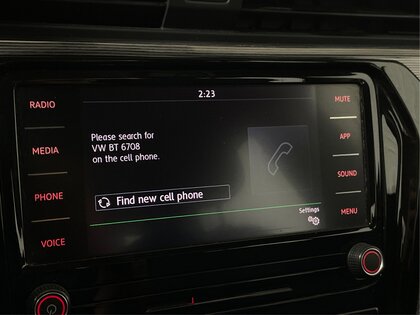 2:23
RADIO
MEDIA
PHONE
VOICE
Please search for
VW BT 6708
on the cell phone.
Find new cell phone
Settings
MUTE
APP
SOUND
MENU